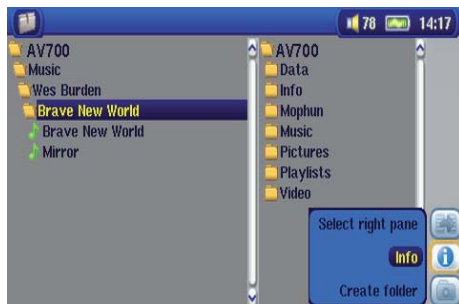 78 14:17
AV700
Music
Wes Burden
Brave New World
Brave New World
Mirror
AV700
Data
Info
Mophun
Music
Pictures
Playlists
Video
Select right pane
Info
Create folder